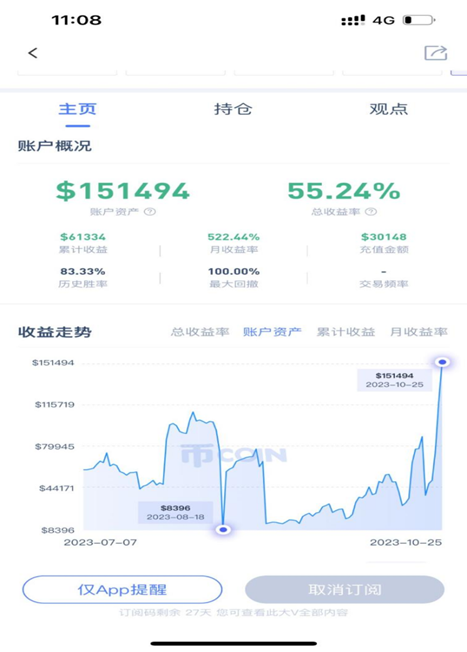 11:08 4G
主页 持仓 观点
账户概况
$151494 55.24%
账户资产 ? 总收益率 ?
$61334 522.44% $30148
累计收益 月收益率 充值金额
83.33% 100.00% -
历史胜率 最大回撤 交易频率
收益走势 总收益率 账户资产 累计收益 月收益率
$151494
$151494
2023-10-25
$115719
$79945
币COIN
$44171
$8396
2023-08-18
$8396
2023-07-07 2023-10-25
仅App提醒 取消订阅
订阅码剩余 27天 您可查看此大V全部内容